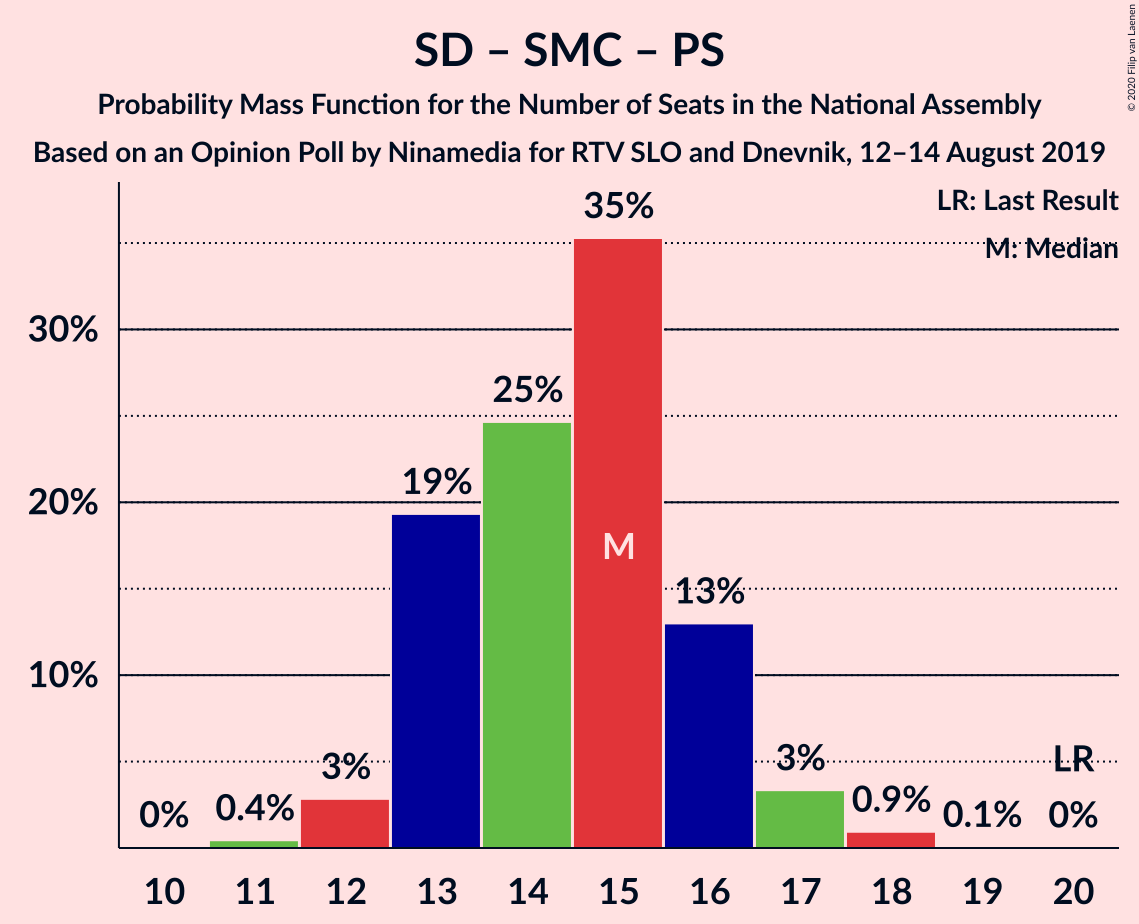 SD – SMC – PS
Probability Mass Function for the Number of Seats in the National Assembly
Based on an Opinion Poll by Ninamedia for RTV SLO and Dnevnik, 12–14 August 2019
© 2020 Filip van Laenen
LR: Last Result
M: Median
35%
30%
25%
20%
19%
M
13%
10%
3%
3%
LR
0%
0.4%
0.9%
0.1%
0%
10 11 12 13 14 15 16 17 18 19 20